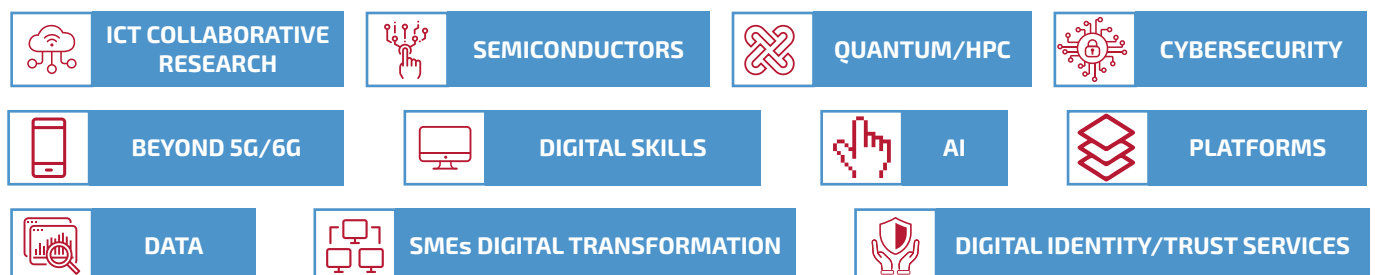 ICT COLLABORATIVE
RESEARCH
SEMICONDUCTORS
QUANTUM/HPC
CYBERSECURITY
BEYOND 5G/6G
DIGITAL SKILLS
AI
PLATFORMS
DATA
SMEs DIGITAL TRANSFORMATION
DIGITAL IDENTITY/TRUST SERVICES